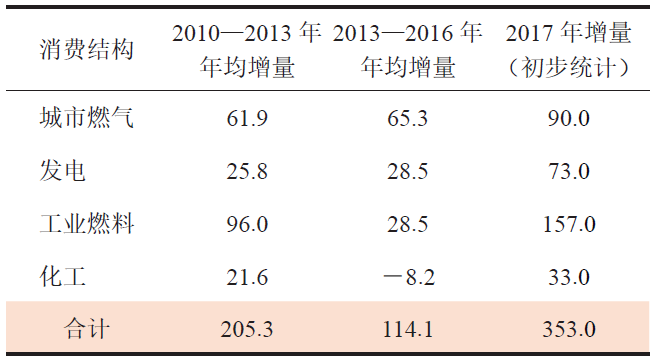 消费结构 2010—2013 年年均增量 2013—2016 年年均增量 2017 年增量（初步统计）
城市燃气 61.9 65.3 90.0
发电 25.8 28.5 73.0
工业燃料 96.0 28.5 157.0
化工 21.6 －8.2 33.0
合计 205.3 114.1 353.0